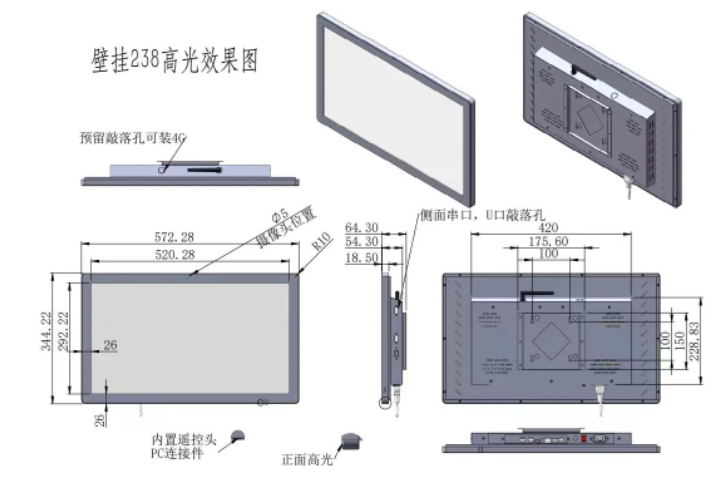 壁挂238高光效果图
预留敲落孔可装4G
Ø5
摄像头位置
R10
572.28
520.28
344.22
292.22
26
26
64.30
54.30
18.50
侧面串口，U口敲落孔
420
175.60
100
100
150
228.83
内置遥控头
PC连接件
正面高光